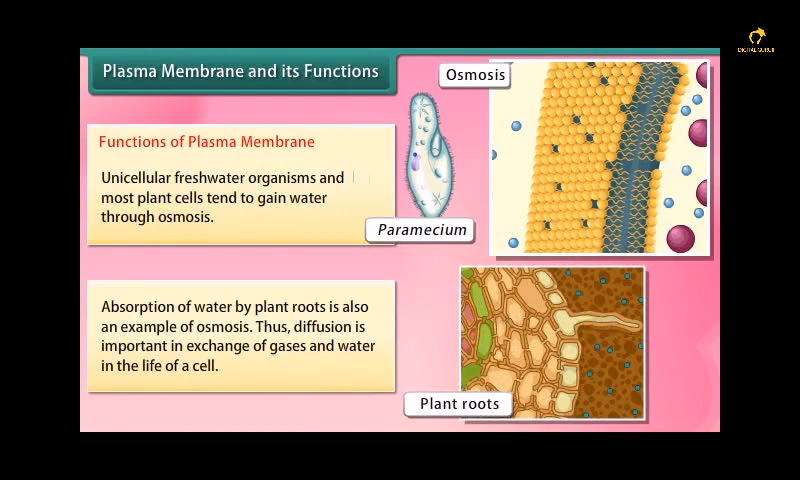 DIGITAL GURUJI
Plasma Membrane and its Functions
Osmosis
Functions of Plasma Membrane
Unicellular freshwater organisms and
most plant cells tend to gain water
through osmosis.
Paramecium
Absorption of water by plant roots is also
an example of osmosis. Thus, diffusion is
important in exchange of gases and water
in the life of a cell.
Plant roots